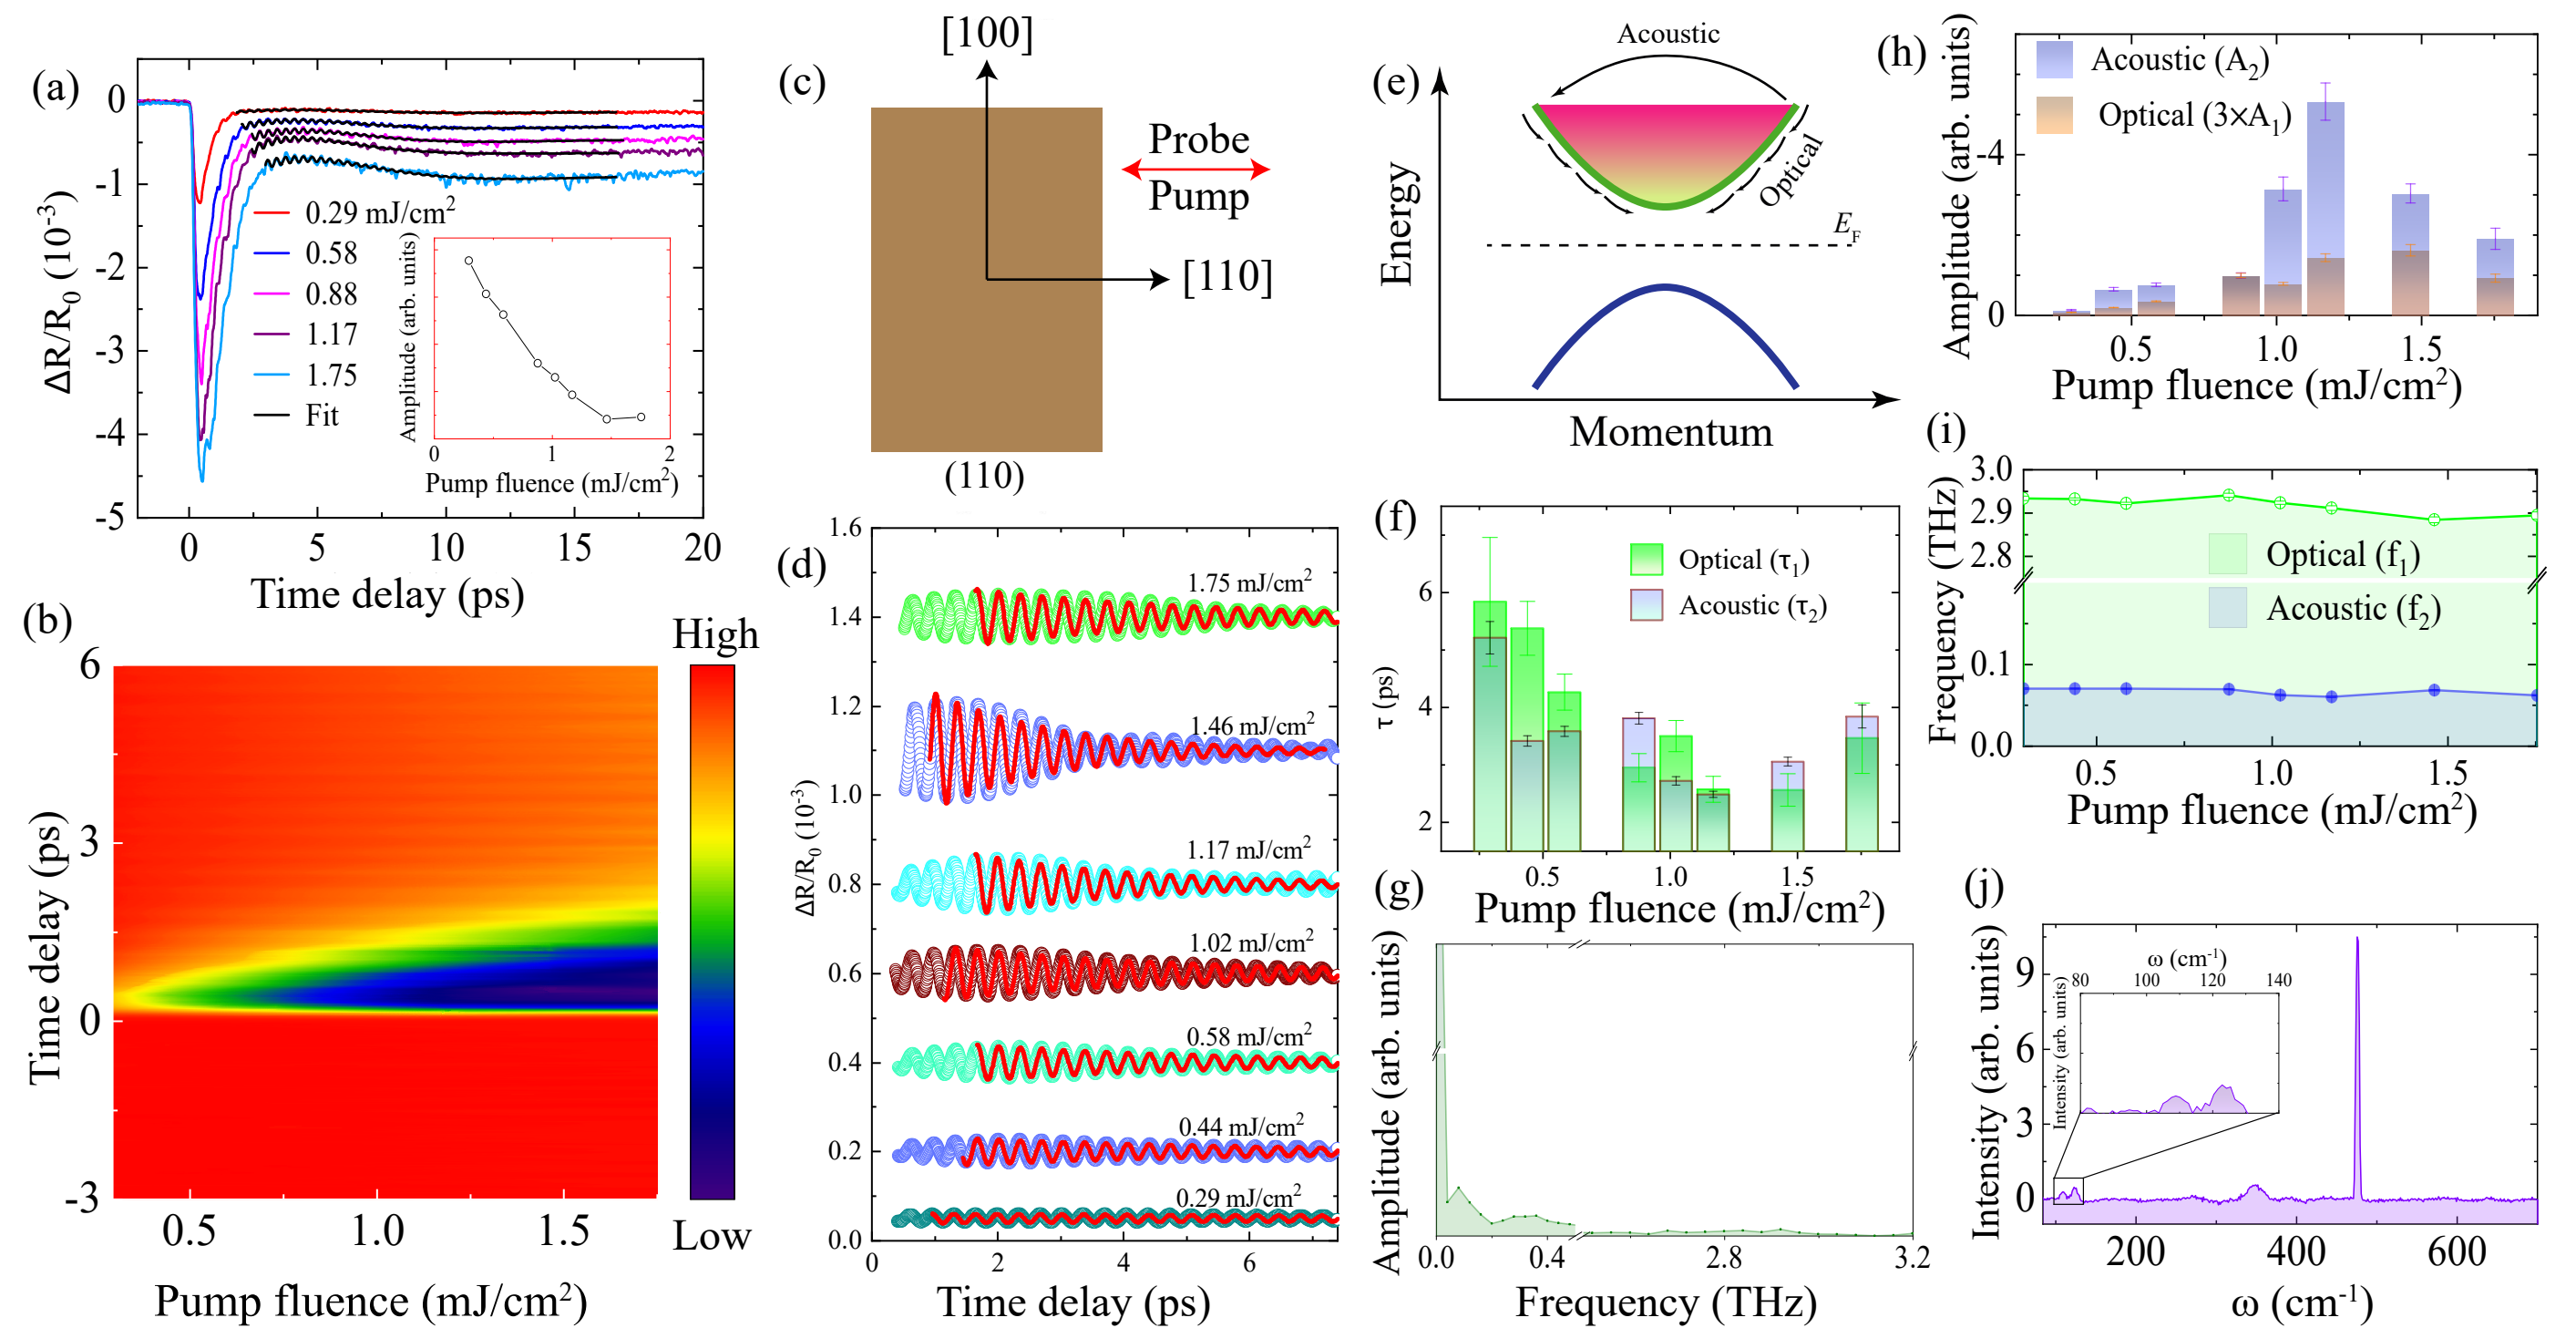 (a)
0
-1
-2
-3
-4
-5
ΔR/R0 (10-3)
0.29 mJ/cm2
0.58
0.88
1.17
1.75
Fit
Amplitude (arb. units)
0 1 2
Pump fluence (mJ/cm2)
0 5 10 15 20
Time delay (ps)
(b)
High
6
3
0
-3
Time delay (ps)
Low
0.5 1.0 1.5
Pump fluence (mJ/cm2)
(c)
[100]
Probe
Pump
[110]
(110)
(d)
1.6
1.4
1.2
1.0
0.8
0.6
0.4
0.2
0.0
ΔR/R0 (10-3)
1.75 mJ/cm2
1.46 mJ/cm2
1.17 mJ/cm2
1.02 mJ/cm2
0.58 mJ/cm2
0.44 mJ/cm2
0.29 mJ/cm2
0 2 4 6
Time delay (ps)
(e)
Acoustic
Optical
EF
Energy
Momentum
(f)
Optical (τ1)
Acoustic (τ2)
6
4
2
τ (ps)
0.5 1.0 1.5
Pump fluence (mJ/cm2)
(g)
Amplitude (arb. units)
0.0 0.4 2.8 3.2
Frequency (THz)
(h)
Acoustic (A2)
Optical (3×A1)
-4
0
Amplitude (arb. units)
0.5 1.0 1.5
Pump fluence (mJ/cm2)
(i)
3.0
2.9
2.8
0.1
0.0
Frequency (THz)
Optical (f1)
Acoustic (f2)
0.5 1.0 1.5
Pump fluence (mJ/cm2)
(j)
9
6
3
0
Intensity (arb. units)
ω (cm-1)
80 100 120 140
Intensity (arb. units)
200 400 600
ω (cm-1)